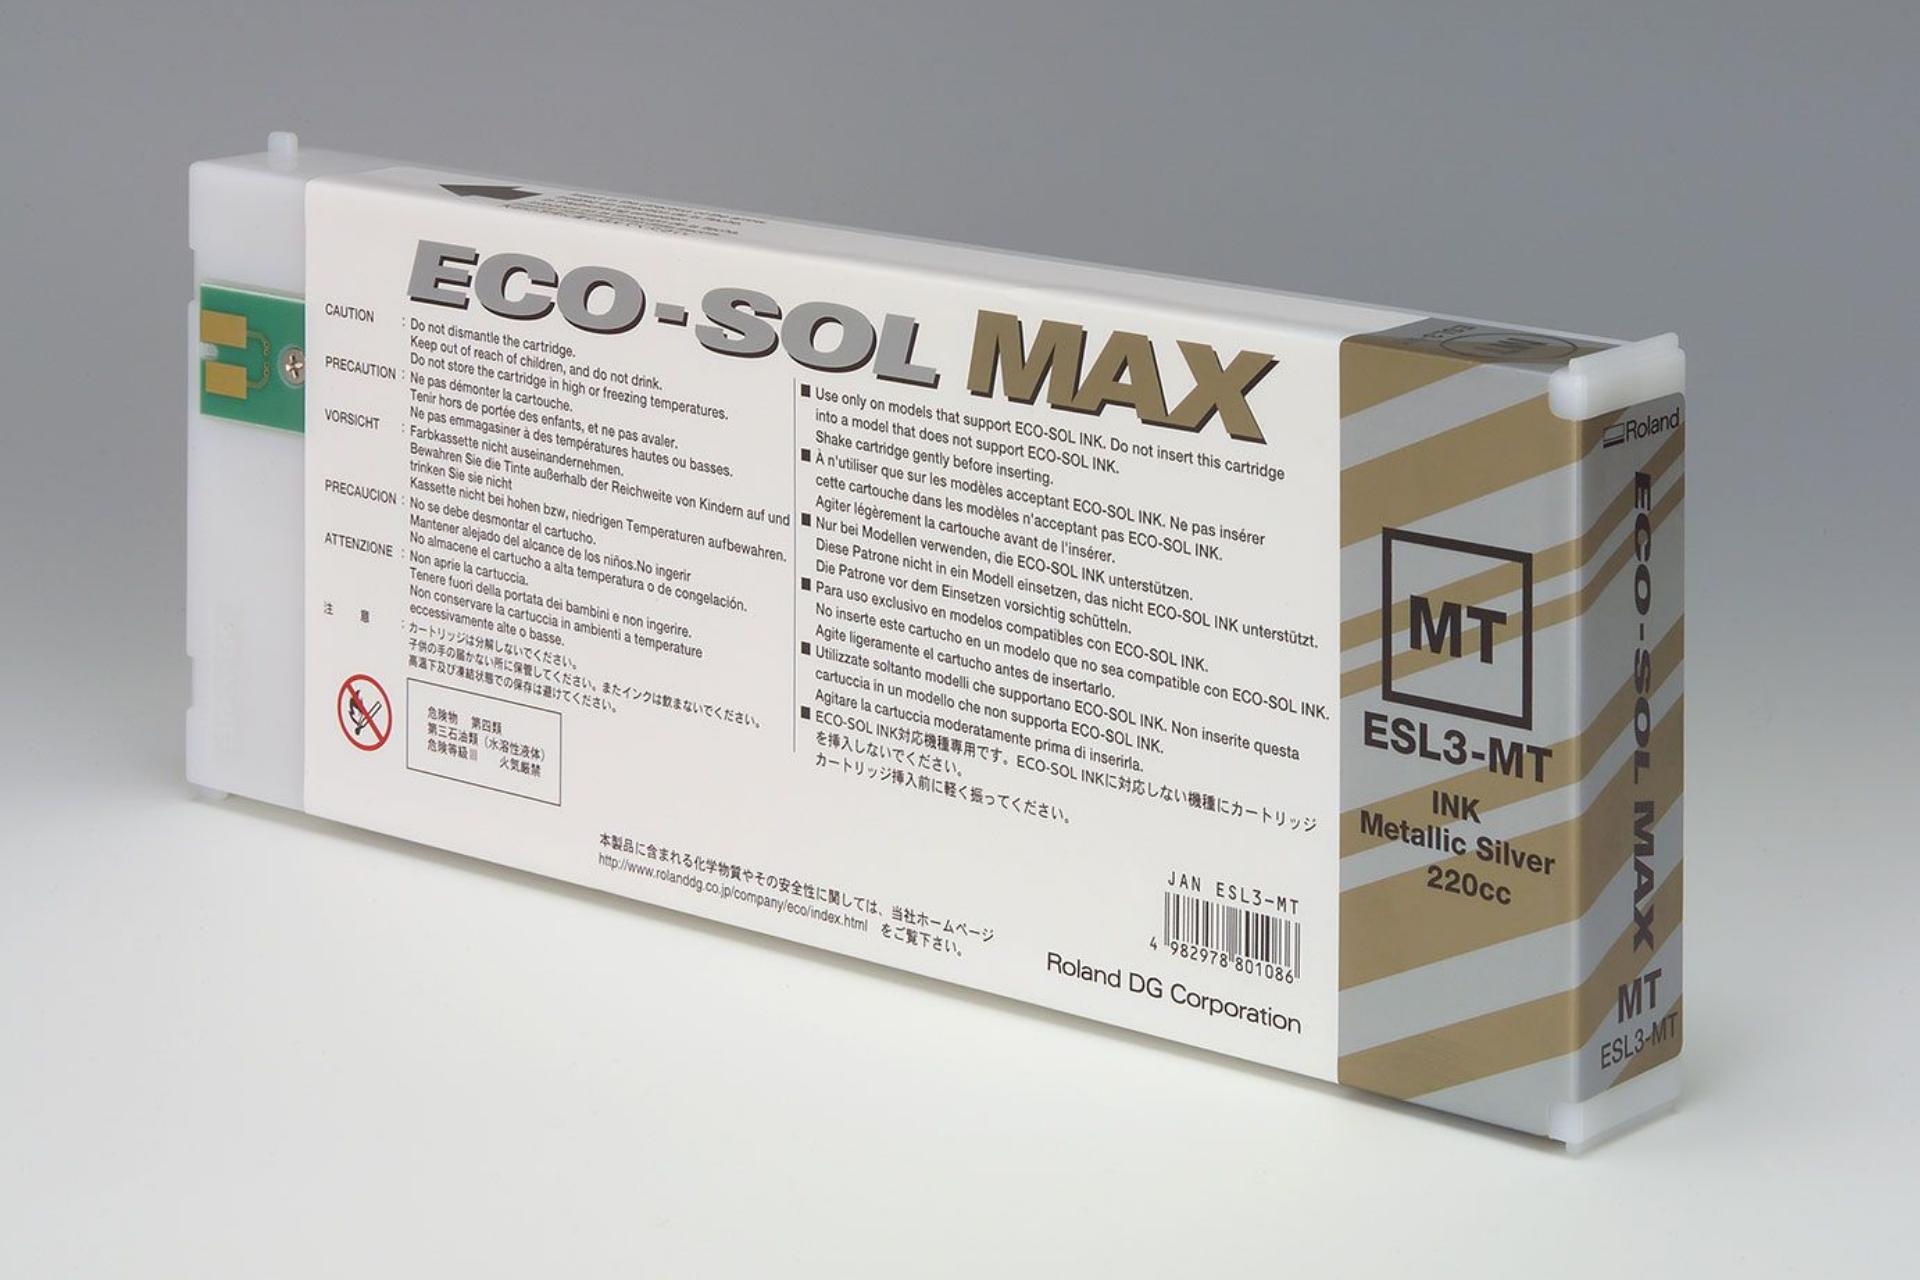 ECO-SOL MAX
CAUTION : Do not dismantle the cartridge.
Keep out of reach of children, and do not drink.
Do not store the cartridge in high or freezing temperatures.
PRECAUTION : Ne pas démonter la cartouche.
Tenir hors de portée des enfants, et ne pas avaler.
Ne pas emmagasiner à des températures hautes ou basses.
VORSICHT : Farbkassette nicht auseinandernehmen.
Bewahren Sie die Tinte außerhalb der Reichweite von Kindern auf und
trinken Sie sie nicht
Kassette nicht bei hohen bzw, niedrigen Temperaturen aufbewahren.
PRECAUCION : No se debe desmontar el cartucho.
Mantener alejado del alcance de los niños.No ingerir
No almacene el cartucho a alta temperatura o de congelación.
ATTENZIONE : Non aprie la cartuccia.
Tenere fuori della portata dei bambini e non ingerire.
Non conservare la cartuccia in ambienti a temperature
eccessivamente alte o basse.
注 意 : カートリッジは分解しないでください。
子供の手の届かない所に保管してください。またインクは飲まないでください。
高温下及び凍結状態での保存は避けてください。
危険物 第四類
第三石油類（水溶性液体）
危険等級Ⅲ 火気厳禁
■ Use only on models that support ECO-SOL INK. Do not insert this cartridge
into a model that does not support ECO-SOL INK.
Shake cartridge gently before inserting.
■ À n'utiliser que sur les modèles acceptant ECO-SOL INK. Ne pas insérer
cette cartouche dans les modèles n'acceptant pas ECO-SOL INK.
Agiter légèrement la cartouche avant de l'insérer.
■ Nur bei Modellen verwenden, die ECO-SOL INK unterstützen.
Diese Patrone nicht in ein Modell einsetzen, das nicht ECO-SOL INK unterstützt.
Die Patrone vor dem Einsetzen vorsichtig schütteln.
■ Para uso exclusivo en modelos compatibles con ECO-SOL INK.
No inserte este cartucho en un modelo que no sea compatible con ECO-SOL INK.
Agite ligeramente el cartucho antes de insertarlo.
■ Utilizzate soltanto modelli che supportano ECO-SOL INK. Non inserite questa
cartuccia in un modello che non supporta ECO-SOL INK.
Agitare la cartuccia moderatamente prima di inserirla.
■ ECO-SOL INK対応機種専用です。ECO-SOL INKに対応しない機種にカートリッジ
を挿入しないでください。
カートリッジ挿入前に軽く振ってください。
本製品に含まれる化学物質やその安全性に関しては、当社ホームページ
http://www.rolanddg.co.jp/company/eco/index.html をご覧下さい。
JAN ESL3-MT
4 982978 801086
Roland DG Corporation
MT
ESL3-MT
INK
Metallic Silver
220cc
Roland
ECO-SOL MAX
MT
ESL3-MT
MT